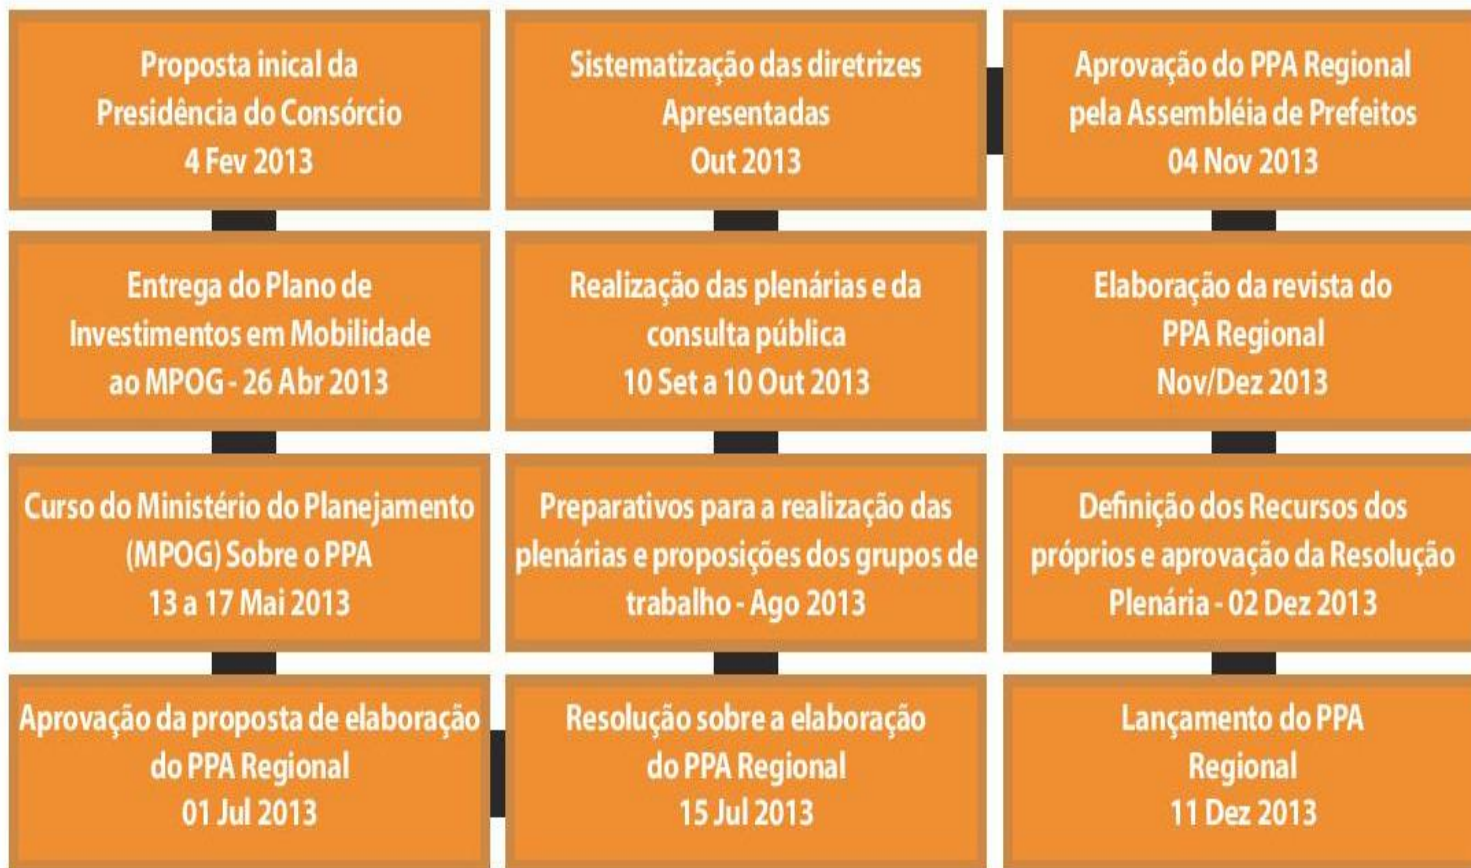 Proposta inical da
Presidência do Consórcio
4 Fev 2013
Entrega do Plano de
Investimentos em Mobilidade
ao MPOG - 26 Abr 2013
Curso do Ministério do Planejamento
(MPOG) Sobre o PPA
13 a 17 Mai 2013
Aprovação da proposta de elaboração
do PPA Regional
01 Jul 2013
Resolução sobre a elaboração
do PPA Regional
15 Jul 2013
Preparativos para a realização das
plenárias e proposições dos grupos de
trabalho - Ago 2013
Realização das plenárias e da
consulta pública
10 Set a 10 Out 2013
Sistematização das diretrizes
Apresentadas
Out 2013
Aprovação do PPA Regional
pela Assembléia de Prefeitos
04 Nov 2013
Elaboração da revista do
PPA Regional
Nov/Dez 2013
Definição dos Recursos dos
próprios e aprovação da Resolução
Plenária - 02 Dez 2013
Lançamento do PPA
Regional
11 Dez 2013